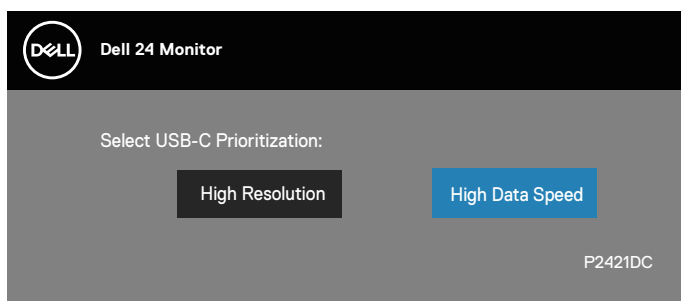 DELL
Dell 24 Monitor
Select USB-C Prioritization:
High Resolution
High Data Speed
P2421DC